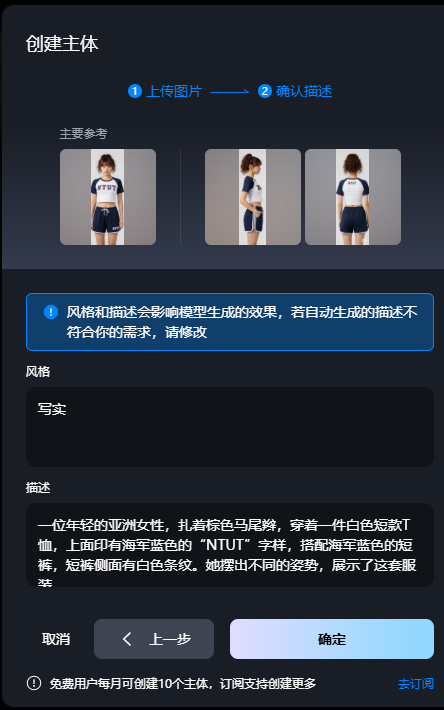 创建主体
1 上传图片 2 确认描述
主要参考
NTUT
NTUT
NTUT
风格和描述会影响模型生成的效果，若自动生成的描述不
符合你的需求，请修改
风格
写实
描述
一位年轻的亚洲女性，扎着棕色马尾辫，穿着一件白色短款T
恤，上面印有海军蓝色的“NTUT”字样，搭配海军蓝色的短
裤，短裤侧面有白色条纹。她摆出不同的姿势，展示了这套服
装
取消 上一步 确定
免费用户每月可创建10个主体，订阅支持创建更多 去订阅